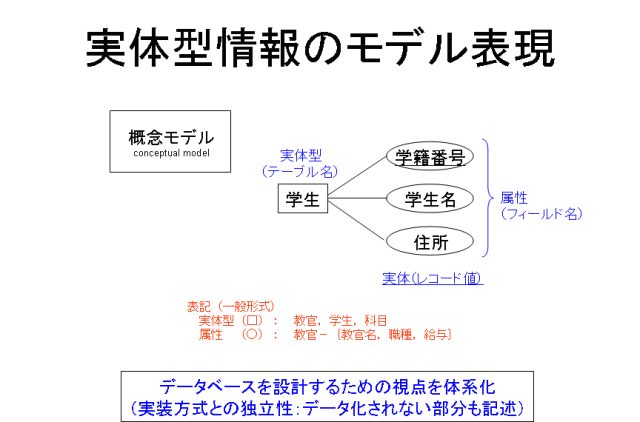 実体型情報のモデル表現
概念モデル
conceptual model
実体型
(テーブル名)
学生
学籍番号
学生名
住所
属性
(フィールド名)
実体(レコード値)
表記 (一般形式)
実体型 (□) : 教官, 学生, 科目
属性 (○) : 教官－ {教官名, 職種, 給与}
データベースを設計するための視点を体系化
(実装方式との独立性:データ化されない部分も記述)